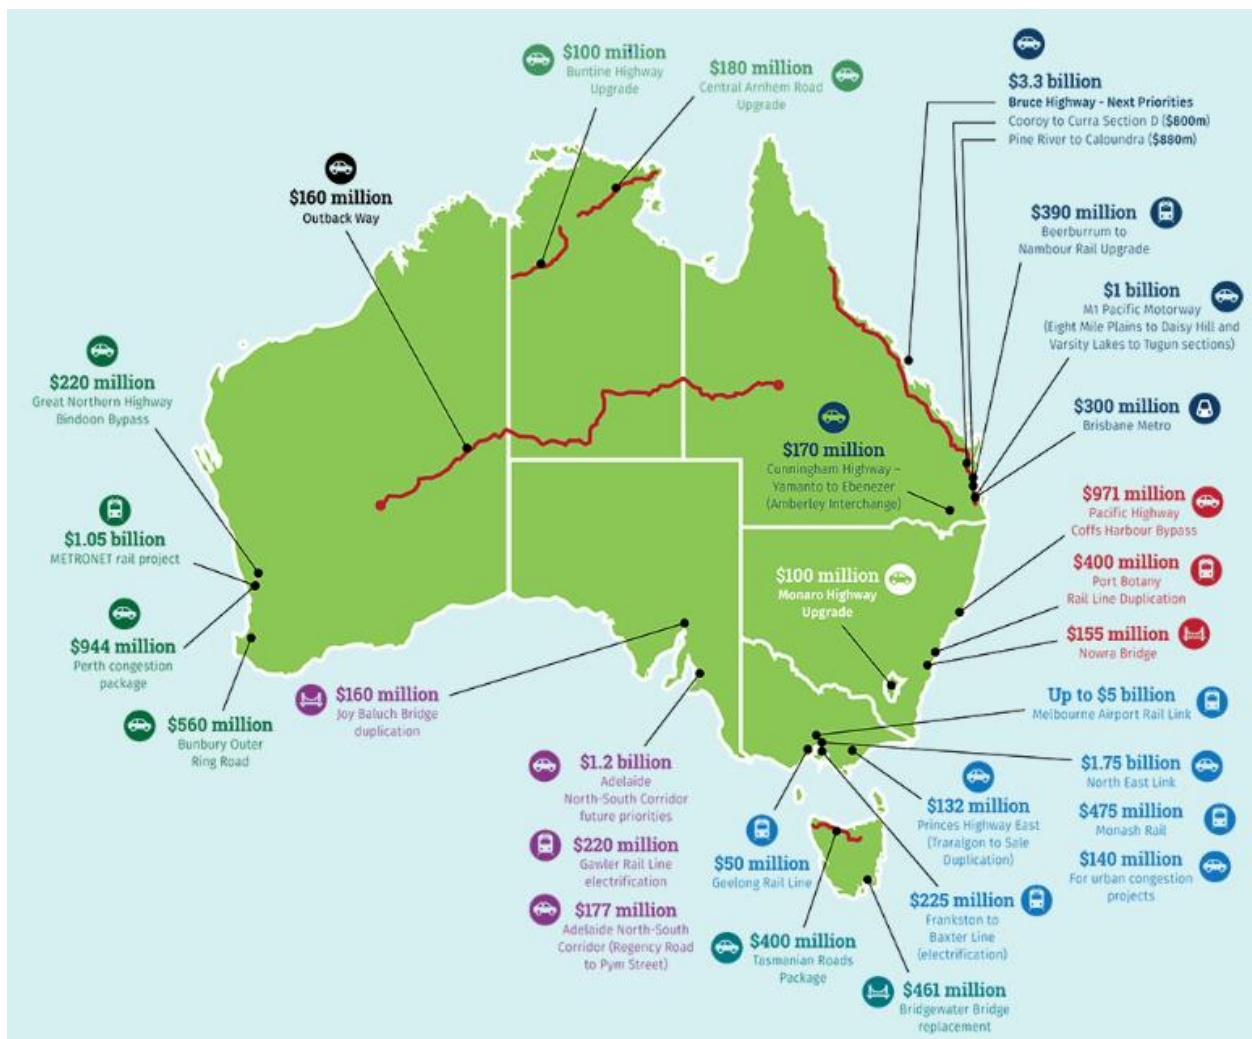 $100 million
Buntine Highway
Upgrade
$180 million
Central Arnhem Road
Upgrade
$3.3 billion
Bruce Highway - Next Priorities
Cooroy to Curra Section D ($800m)
Pine River to Caloundra ($880m)
$160 million
Outback Way
$390 million
Beerburrum to
Nambour Rail Upgrade
$1 billion
M1 Pacific Motorway
(Eight Mile Plains to Daisy Hill and
Varsity Lakes to Tugun sections)
$220 million
Great Northern Highway
Bindoon Bypass
$300 million
Brisbane Metro
$170 million
Cunningham Highway –
Yamanto to Ebenezer
(Amberley Interchange)
$971 million
Pacific Highway
Coffs Harbour Bypass
$1.05 billion
METRONET rail project
$100 million
Monaro Highway
Upgrade
$400 million
Port Botany
Rail Line Duplication
$944 million
Perth congestion
package
$155 million
Nowra Bridge
$160 million
Joy Baluch Bridge
duplication
Up to $5 billion
Melbourne Airport Rail Link
$560 million
Bunbury Outer
Ring Road
$1.2 billion
Adelaide
North-South Corridor
future priorities
$1.75 billion
North East Link
$132 million
Princes Highway East
(Traralgon to Sale
Duplication)
$475 million
Monash Rail
$220 million
Gawler Rail Line
electrification
$50 million
Geelong Rail Line
$140 million
For urban congestion
projects
$177 million
Adelaide North-South
Corridor (Regency Road
to Pym Street)
$225 million
Frankston to
Baxter Line
(electrification)
$400 million
Tasmanian Roads
Package
$461 million
Bridgewater Bridge
replacement